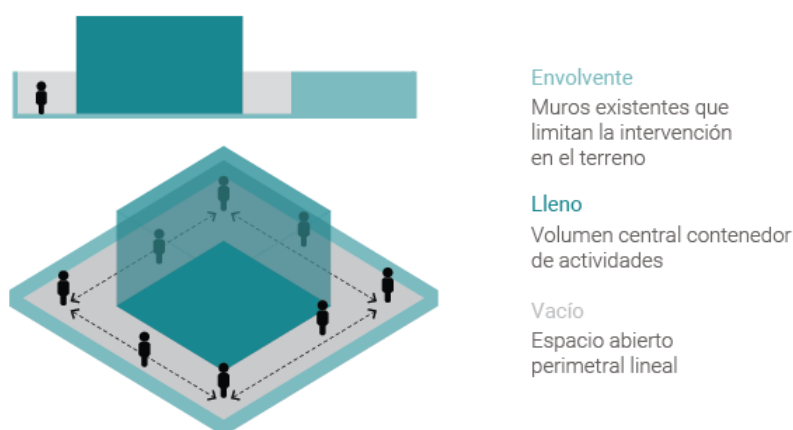 Envolvente
Muros existentes que
limitan la intervención
en el terreno
Lleno
Volumen central contenedor
de actividades
Vacío
Espacio abierto
perimetral lineal